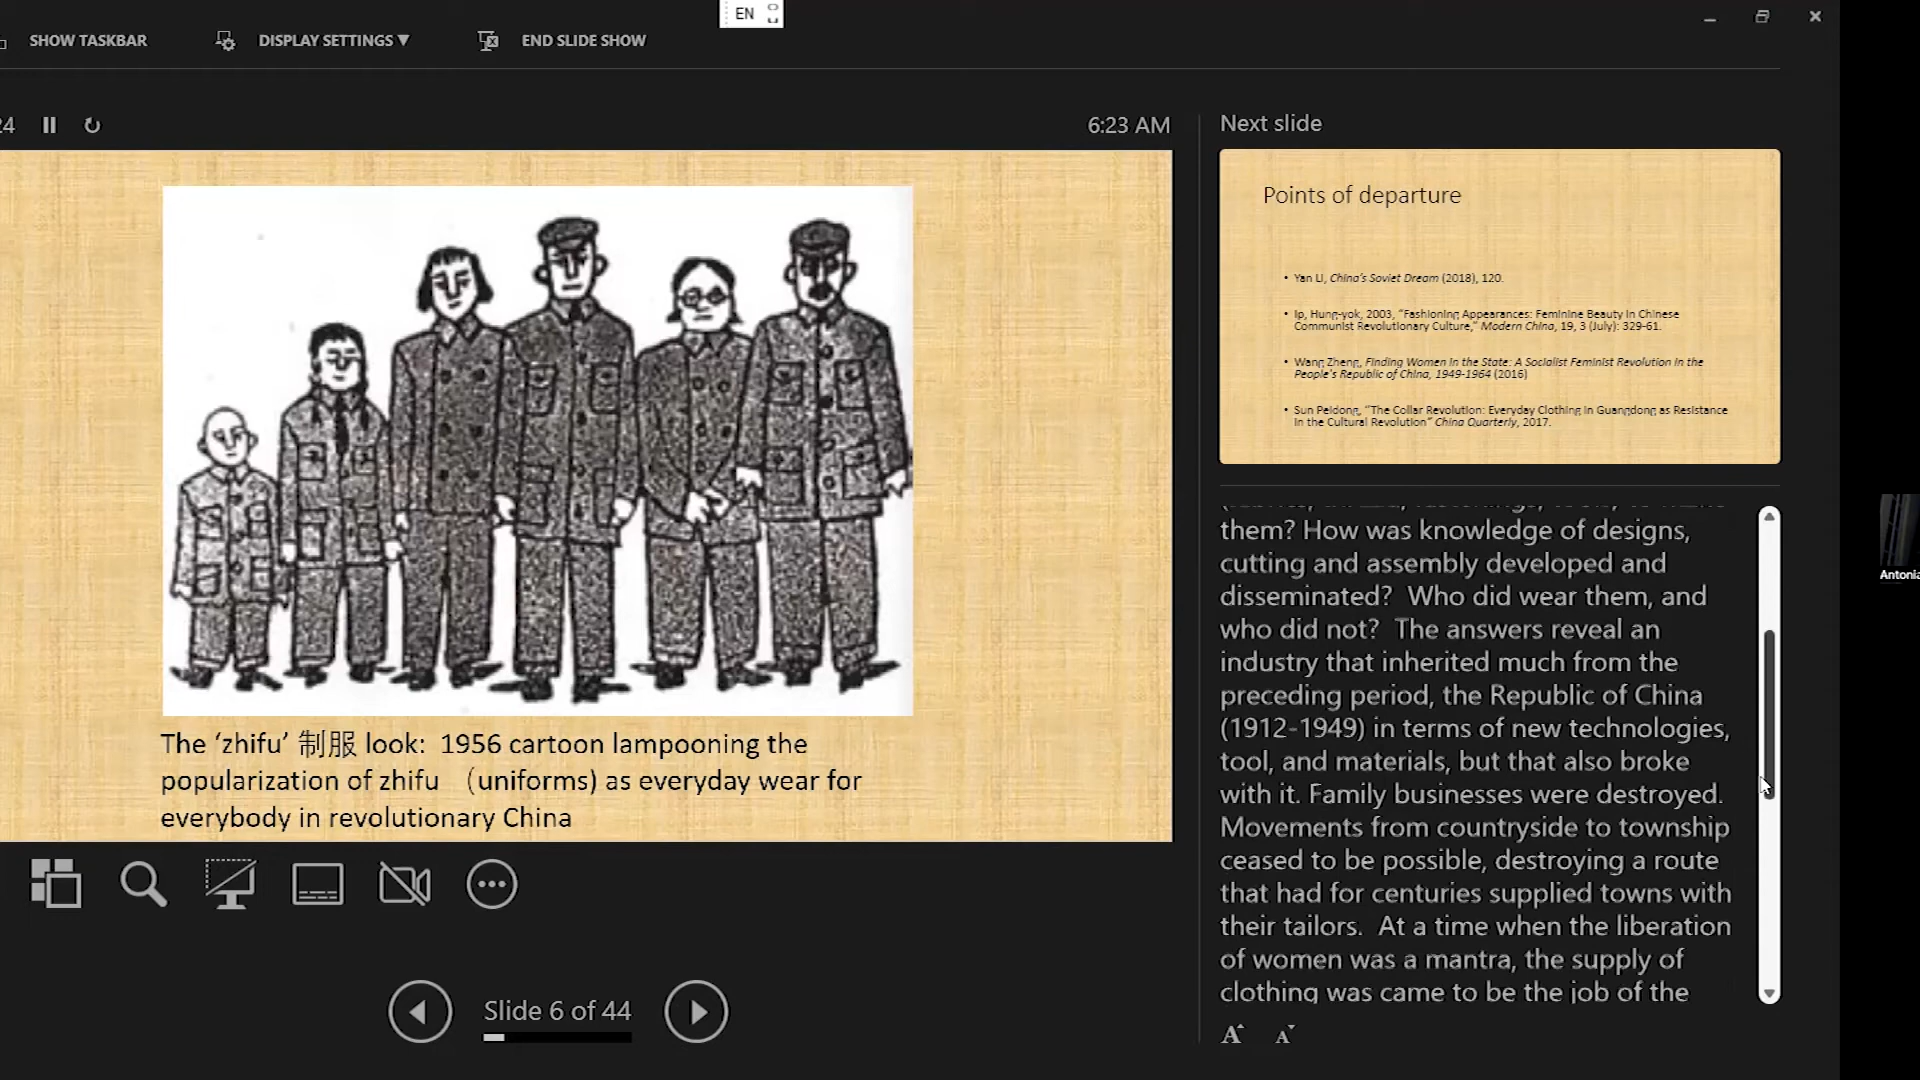 EN
SHOW TASKBAR
DISPLAY SETTINGS ▼
END SLIDE SHOW
24
6:23 AM
Next slide
The ‘zhifu’ 制服 look:  1956 cartoon lampooning the
popularization of zhifu （uniforms) as everyday wear for
everybody in revolutionary China
Points of departure
• Yan Li, China's Soviet Dream (2018), 120.
• Ip, Hung-yok, 2003, “Fashioning Appearances: Feminine Beauty in Chinese
Communist Revolutionary Culture,” Modern China, 19, 3 (July): 329-61.
• Wang Zheng, Finding Women in the State: A Socialist Feminist Revolution in the
People's Republic of China, 1949-1964 (2016)
• Sun Peidong, “The Collar Revolution: Everyday Clothing in Guangdong as Resistance
in the Cultural Revolution” China Quarterly, 2017.
them? How was knowledge of designs,
cutting and assembly developed and
disseminated?  Who did wear them, and
who did not?  The answers reveal an
industry that inherited much from the
preceding period, the Republic of China
(1912-1949) in terms of new technologies,
tool, and materials, but that also broke
with it. Family businesses were destroyed.
Movements from countryside to township
ceased to be possible, destroying a route
that had for centuries supplied towns with
their tailors.  At a time when the liberation
of women was a mantra, the supply of
clothing was came to be the job of the
Antonia
Slide 6 of 44
A A